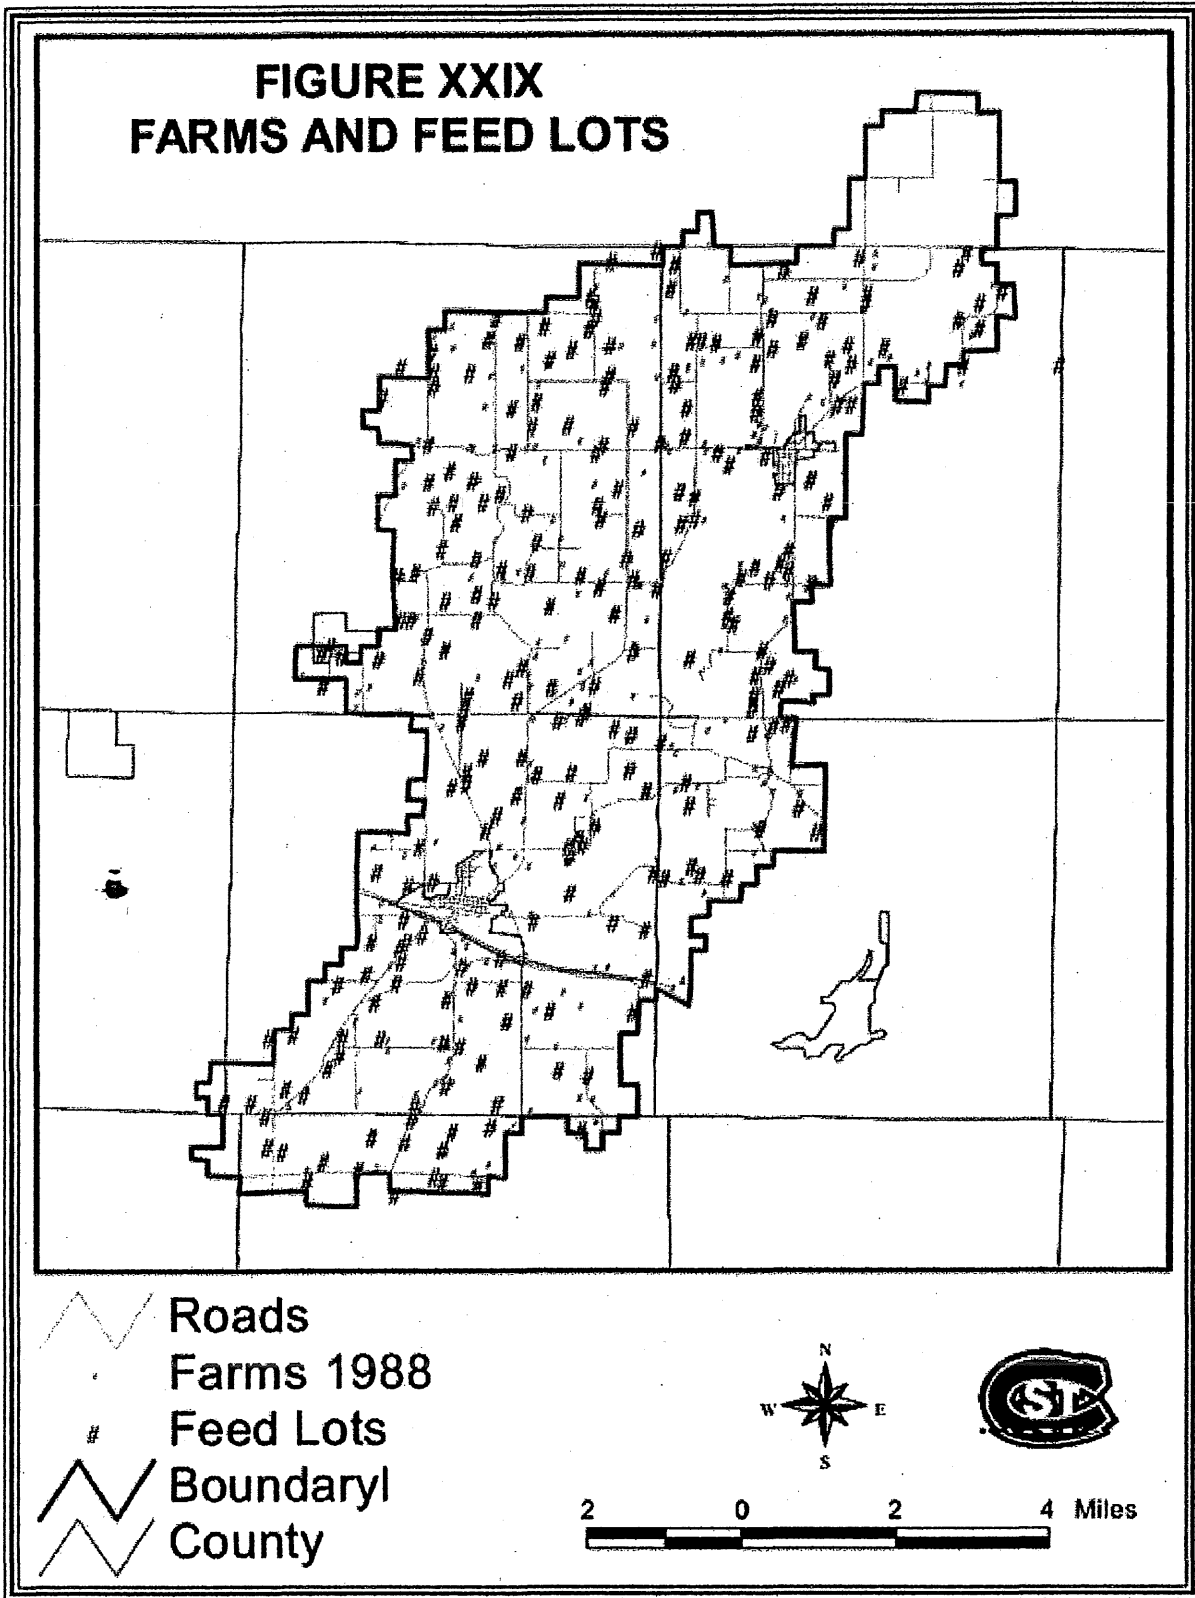 FIGURE XXIX
FARMS AND FEED LOTS
Roads
Farms 1988
Feed Lots
Boundaryl
County
N
W E
S
2 0 2 4 Miles